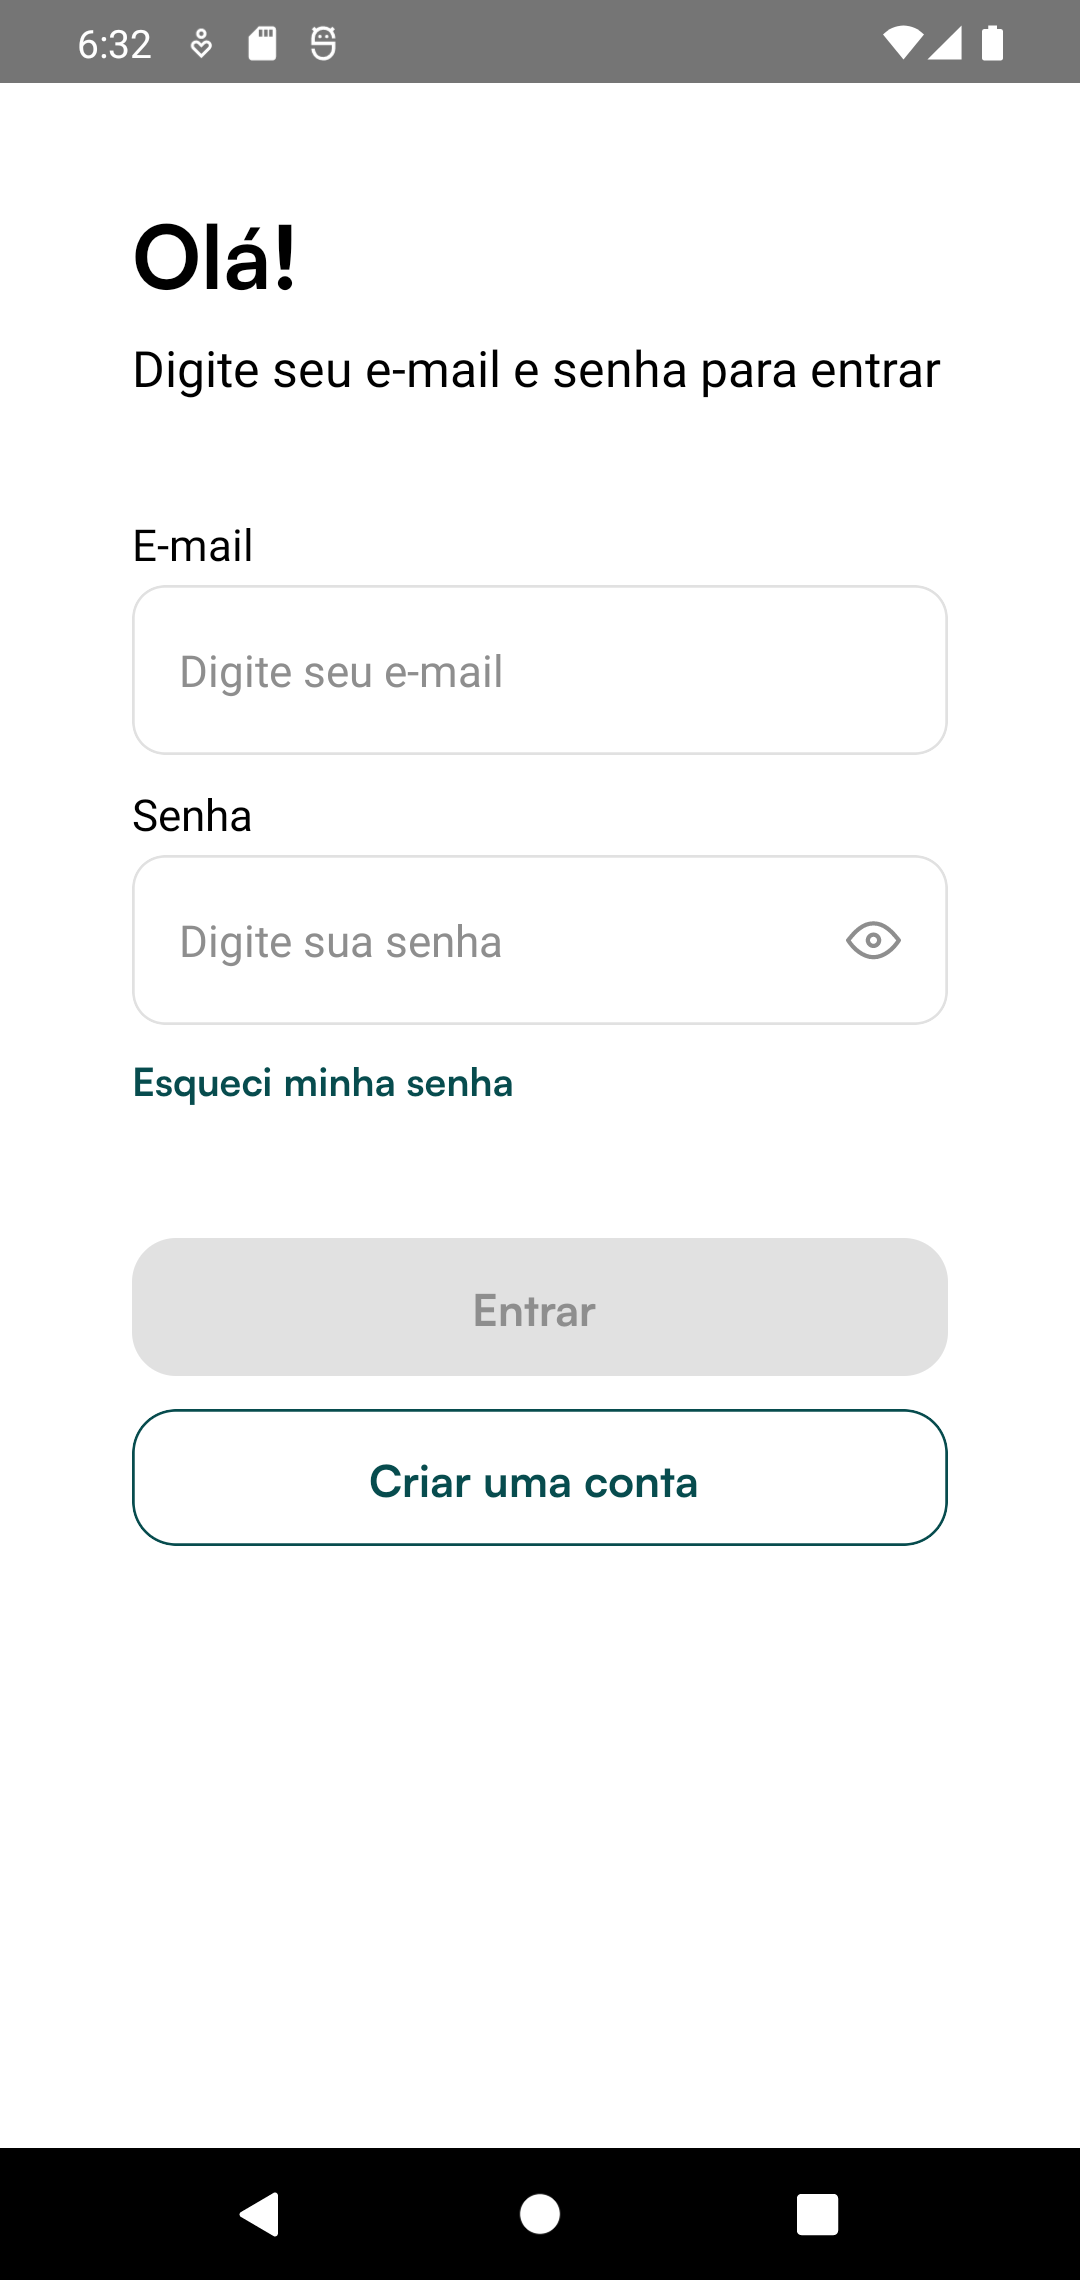 6:32
Olá!
Digite seu e-mail e senha para entrar
E-mail
Digite seu e-mail
Senha
Digite sua senha
Esqueci minha senha
Entrar
Criar uma conta